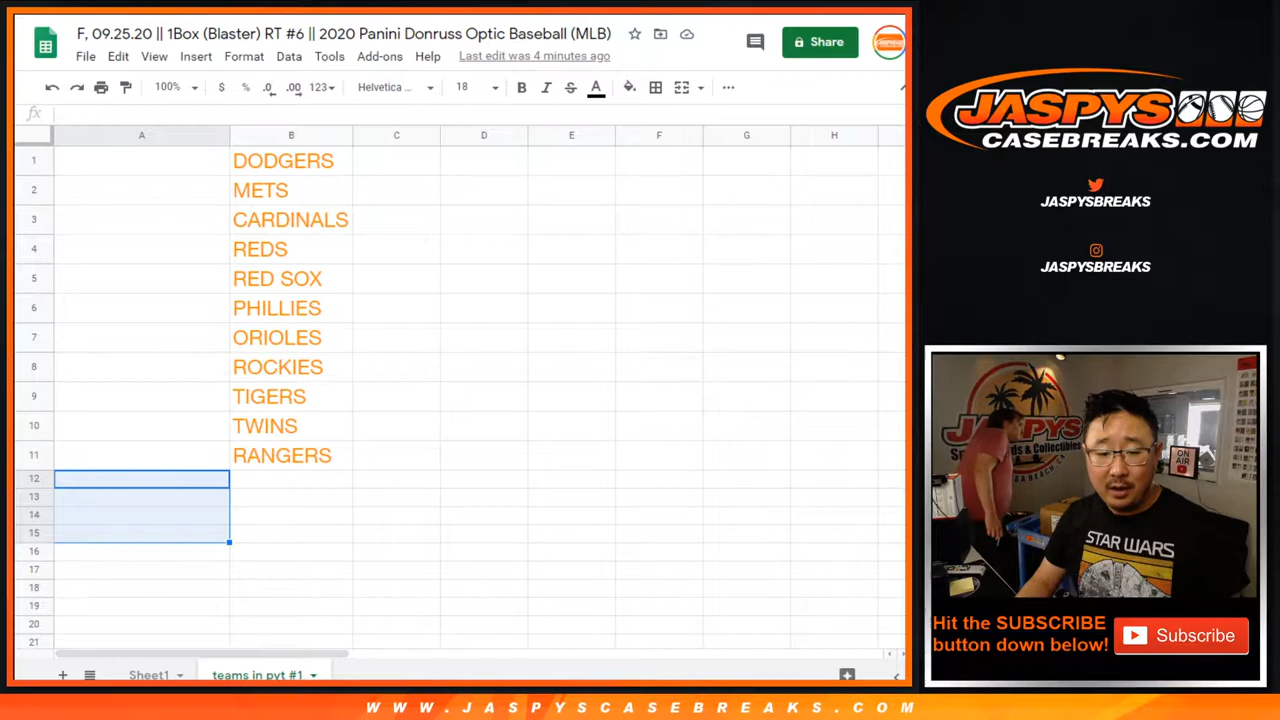 F, 09.25.20 || 1Box (Blaster) RT #6 || 2020 Panini Donruss Optic Baseball (MLB)
File Edit View Insert Format Data Tools Add-ons Help Last edit was 4 minutes ago
Share
100% $ % .0 .00 123 Helvetica ... 18 B I S A
fx
A B C D E F G H
1 DODGERS
2 METS
3 CARDINALS
4 REDS
5 RED SOX
6 PHILLIES
7 ORIOLES
8 ROCKIES
9 TIGERS
10 TWINS
11 RANGERS
12
13
14
15
16
17
18
19
20
21
Sheet1 teams in pyt #1
JASPYS
CASEBREAKS.COM
JASPYSBREAKS
JASPYSBREAKS
JASPYS
ON
AIR
STAR WARS
Hit the SUBSCRIBE
button down below!
Subscribe
WWW.JASPYSCASEBREAKS.COM